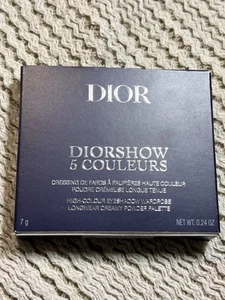 DIOR
DIORSHOW
5 COULEURS
DRESSING DE FARDS À PAUPIÈRES HAUTE COULEUR
POUDRE CRÉMEUSE LONGUE TENUE
HIGH-COLOUR EYESHADOW WARDROBE
LONGWEAR CREAMY POWDER PALETTE
7 g
NET WT. 0.24 OZ